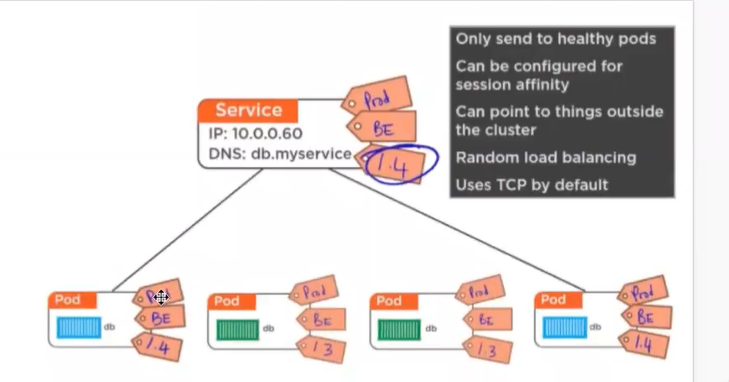 Service
IP: 10.0.0.60
DNS: db.myservice
Prod
BE
1.4
Only send to healthy pods
Can be configured for
session affinity
Can point to things outside
the cluster
Random load balancing
Uses TCP by default
Pod
db
Prod
BE
1.4
Pod
db
Prod
BE
1.3
Pod
db
Prod
BE
1.3
Pod
db
Prod
BE
1.4